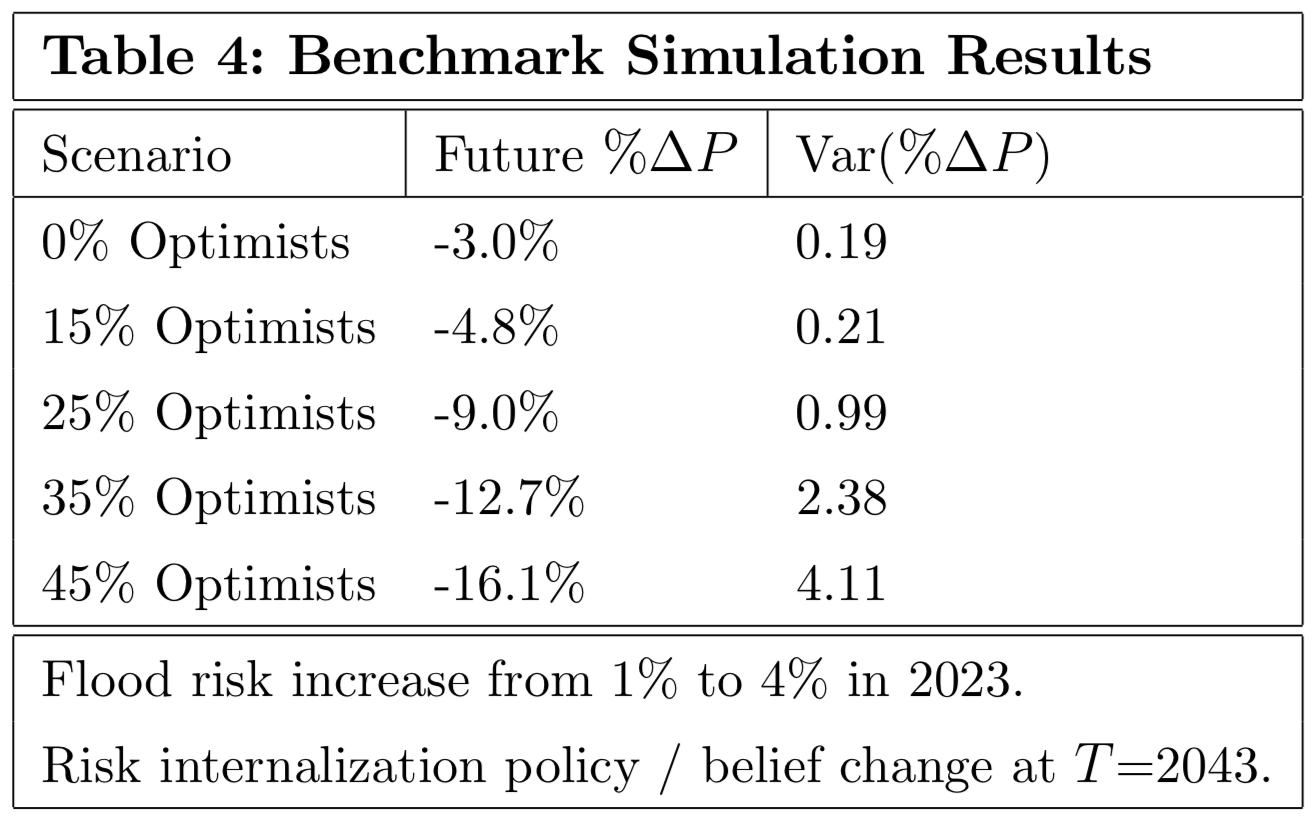 Table 4: Benchmark Simulation Results
Scenario Future %ΔP Var(%ΔP)
0% Optimists -3.0% 0.19
15% Optimists -4.8% 0.21
25% Optimists -9.0% 0.99
35% Optimists -12.7% 2.38
45% Optimists -16.1% 4.11
Flood risk increase from 1% to 4% in 2023.
Risk internalization policy / belief change at T=2043.